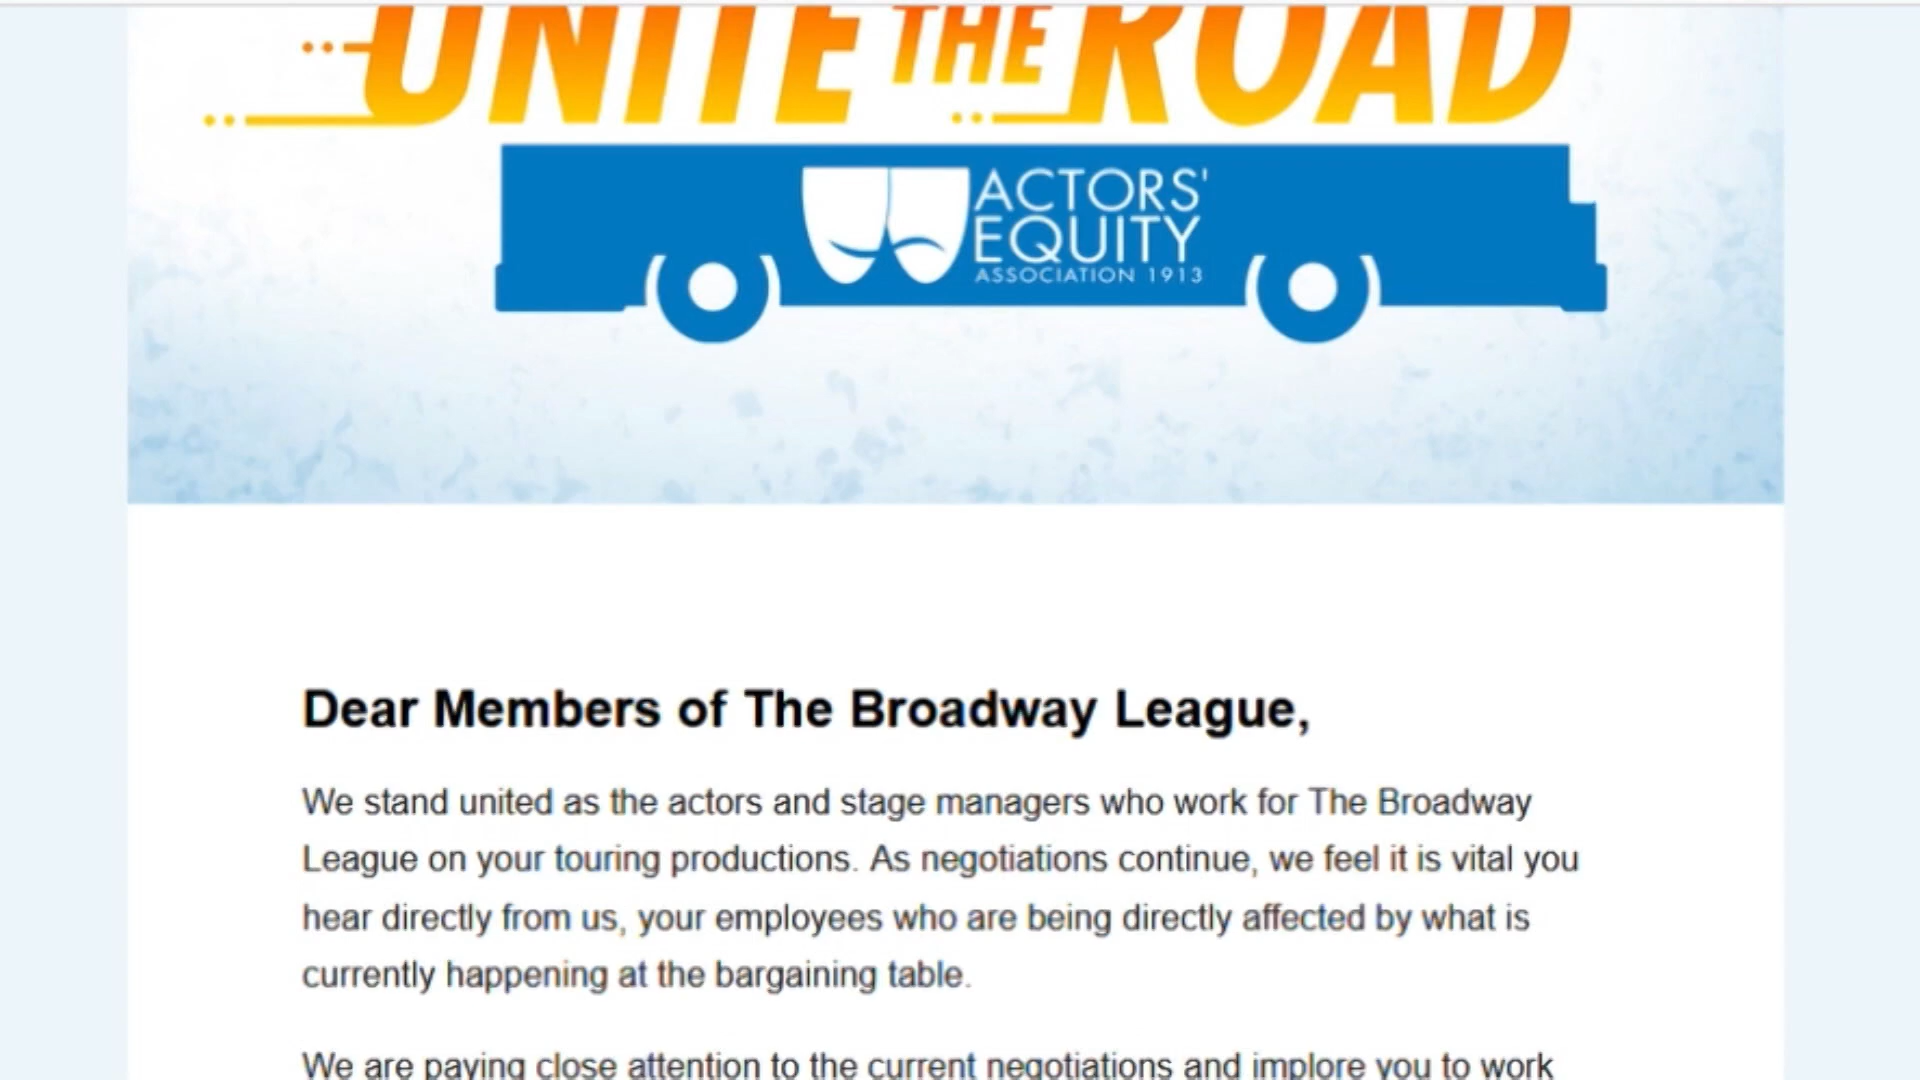 UNITE THE ROAD
ACTORS'
EQUITY
ASSOCIATION 1913
Dear Members of The Broadway League,
We stand united as the actors and stage managers who work for The Broadway
League on your touring productions. As negotiations continue, we feel it is vital you
hear directly from us, your employees who are being directly affected by what is
currently happening at the bargaining table.
We are paying close attention to the current negotiations and implore you to work